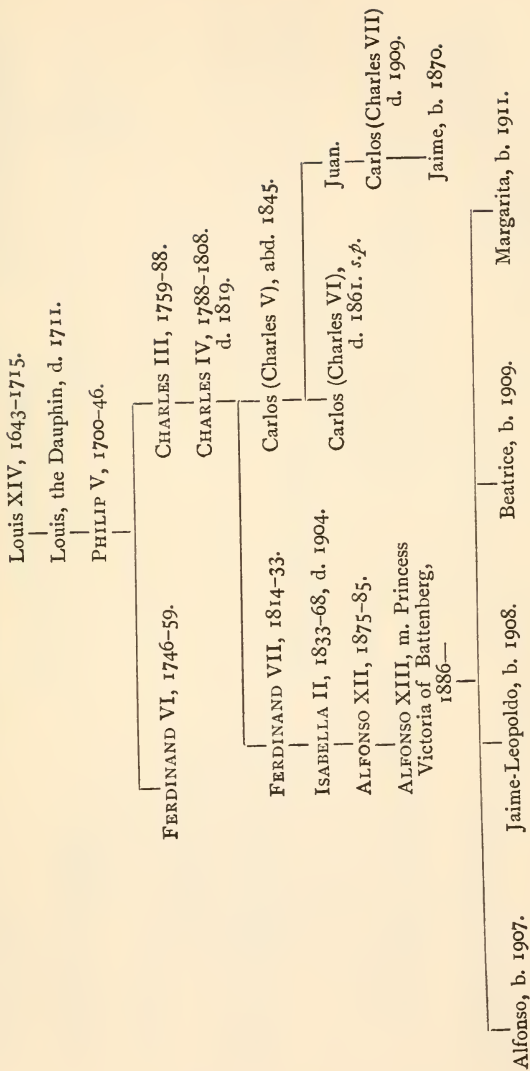 Louis XIV, 1643–1715.
Louis, the Dauphin, d. 1711.
PHILIP V, 1700–46.
FERDINAND VI, 1746–59.
CHARLES III, 1759–88.
CHARLES IV, 1788–1808.
d. 1819.
FERDINAND VII, 1814–33.
Carlos (Charles V), abd. 1845.
ISABELLA II, 1833–68, d. 1904.
Carlos (Charles VI),
d. 1861. s.p.
Juan.
ALFONSO XII, 1875–85.
Carlos (Charles VII)
d. 1909.
ALFONSO XIII, m. Princess
Victoria of Battenberg,
1886—
Jaime, b. 1870.
Alfonso, b. 1907.
Jaime-Leopoldo, b. 1908.
Beatrice, b. 1909.
Margarita, b. 1911.